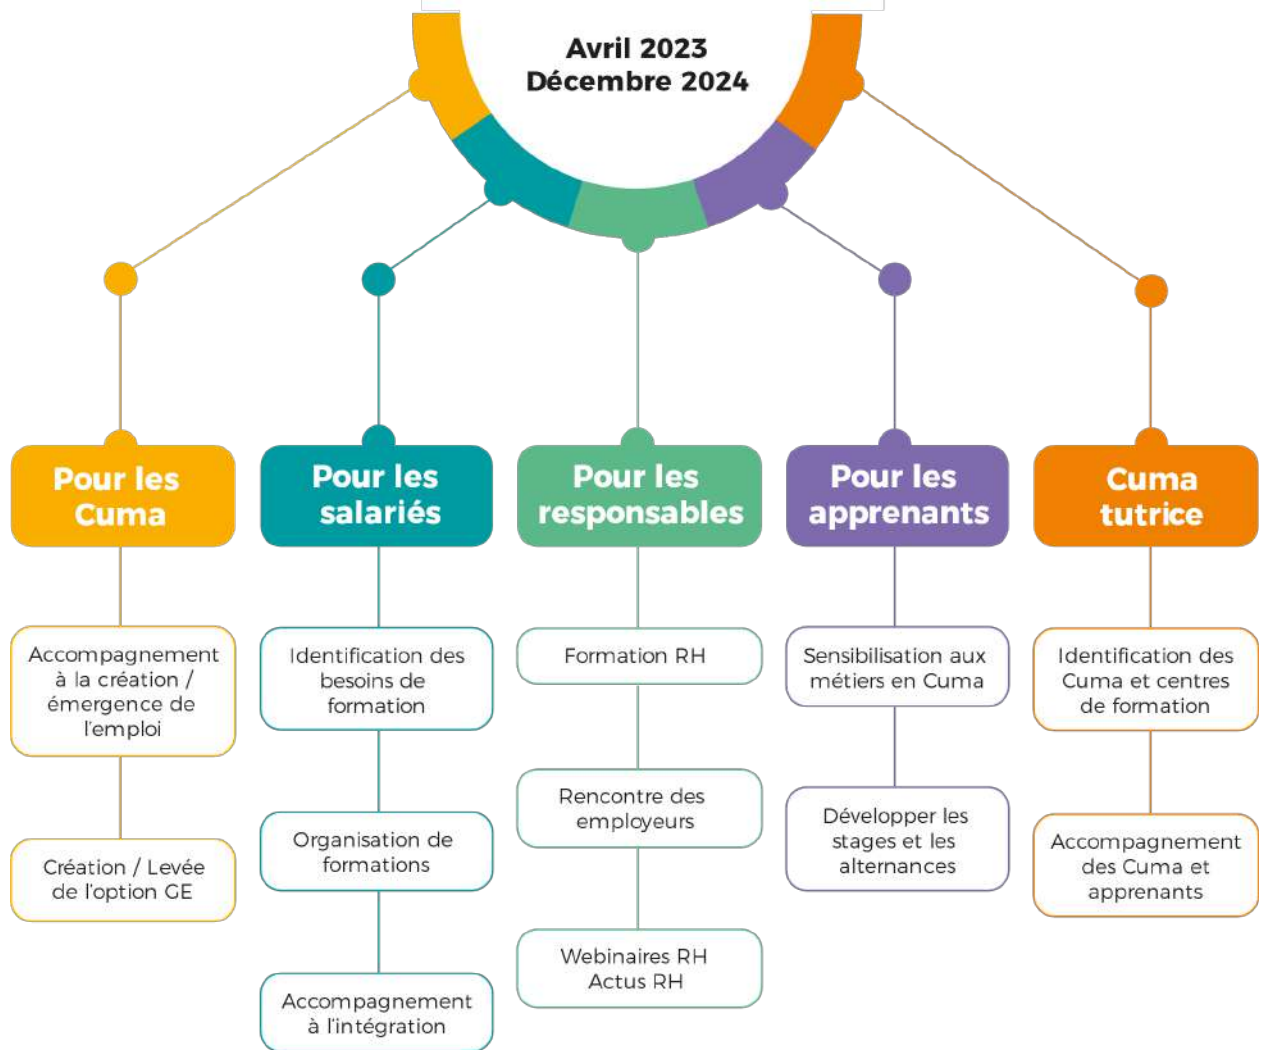 Avril 2023
Décembre 2024
Pour les
Cuma
Accompagnement
à la création /
émergence de
l'emploi
Création / Levée
de l'option GE
Pour les
salariés
Identification des
besoins de
formation
Organisation de
formations
Accompagnement
à l'intégration
Pour les
responsables
Formation RH
Rencontre des
employeurs
Webinaires RH
Actus RH
Pour les
apprenants
Sensibilisation aux
métiers en Cuma
Développer les
stages et les
alternances
Cuma
tutrice
Identification des
Cuma et centres
de formation
Accompagnement
des Cuma et
apprenants